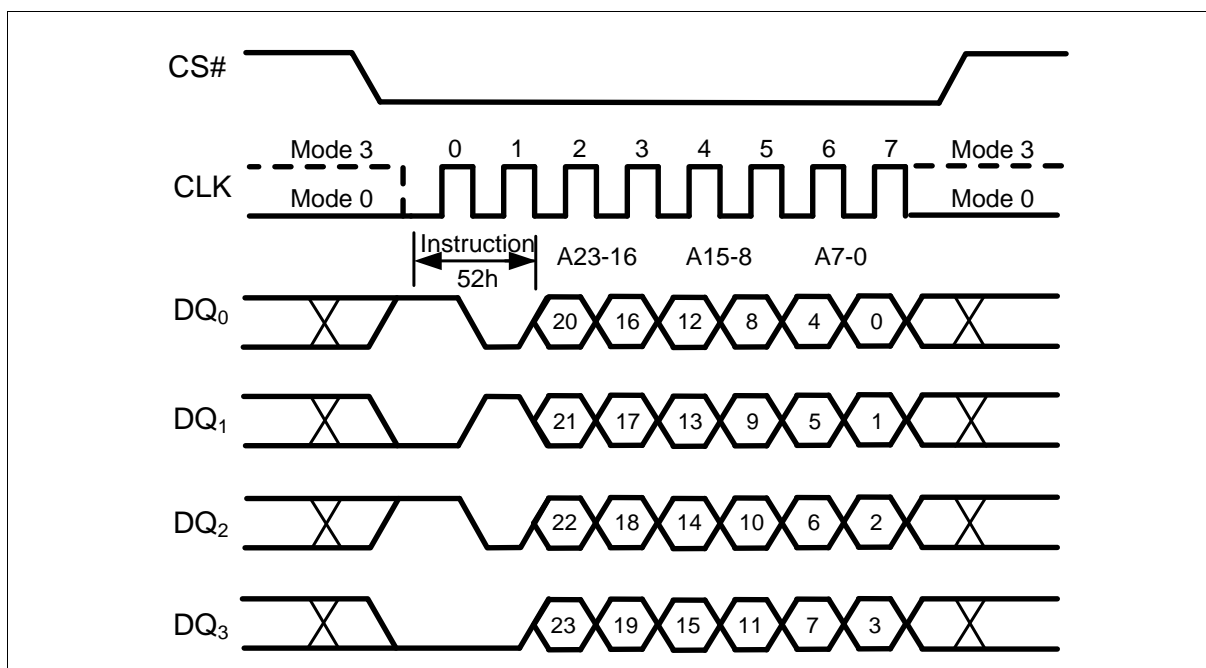 CS#
Mode 3 0 1 2 3 4 5 6 7 Mode 3
CLK
Mode 0 Mode 0
Instruction A23-16 A15-8 A7-0
52h
DQ0 20 16 12 8 4 0
DQ1 21 17 13 9 5 1
DQ2 22 18 14 10 6 2
DQ3 23 19 15 11 7 3